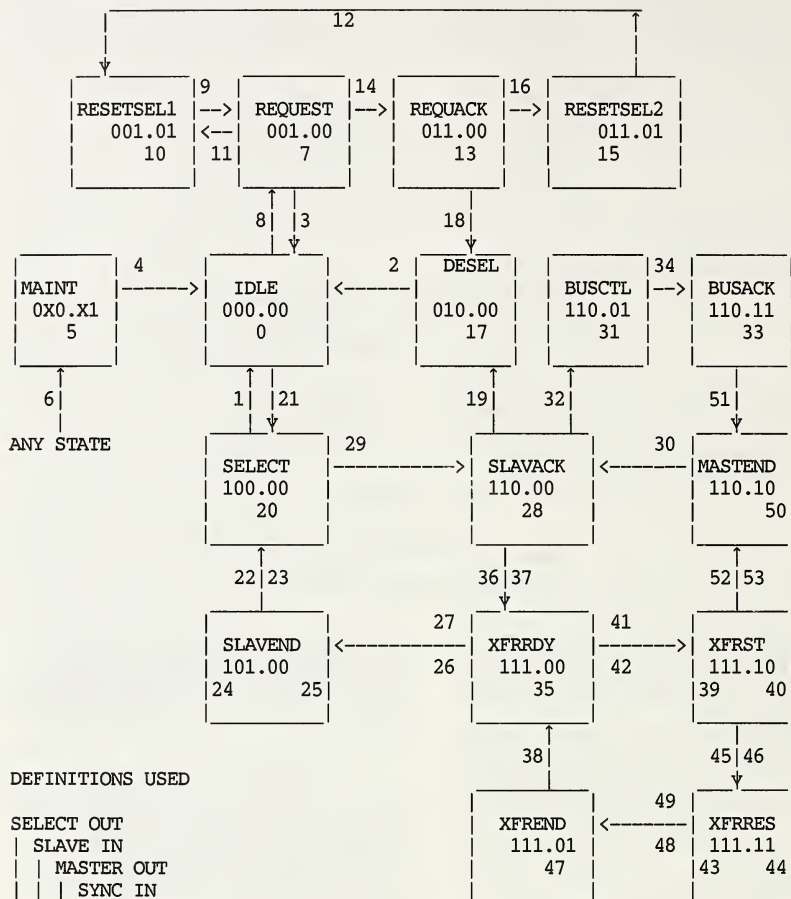 12
9 14 16
RESETSEL1 REQUEST REQUACK RESETSEL2
001.01 001.00 011.00 011.01
10 11 7 13 15
8 3 18
4 2 DESEL 34
MAINT IDLE BUSCTL BUSACK
0X0.X1 000.00 010.00 110.01 110.11
5 0 17 31 33
6 1 21 19 32 51
ANY STATE 29 30
SELECT SLAVACK MASTEND
100.00 110.00 110.10
20 28 50
22 23 36 37 52 53
27 41
SLAVEND XFRRDY XFRST
101.00 26 111.00 42 111.10
24 25 35 39 40
38 45 46
DEFINITIONS USED
49
SELECT OUT XFREND XFRRES
SLAVE IN 111.01 48 111.11
MASTER OUT 47 43 44
SYNC IN